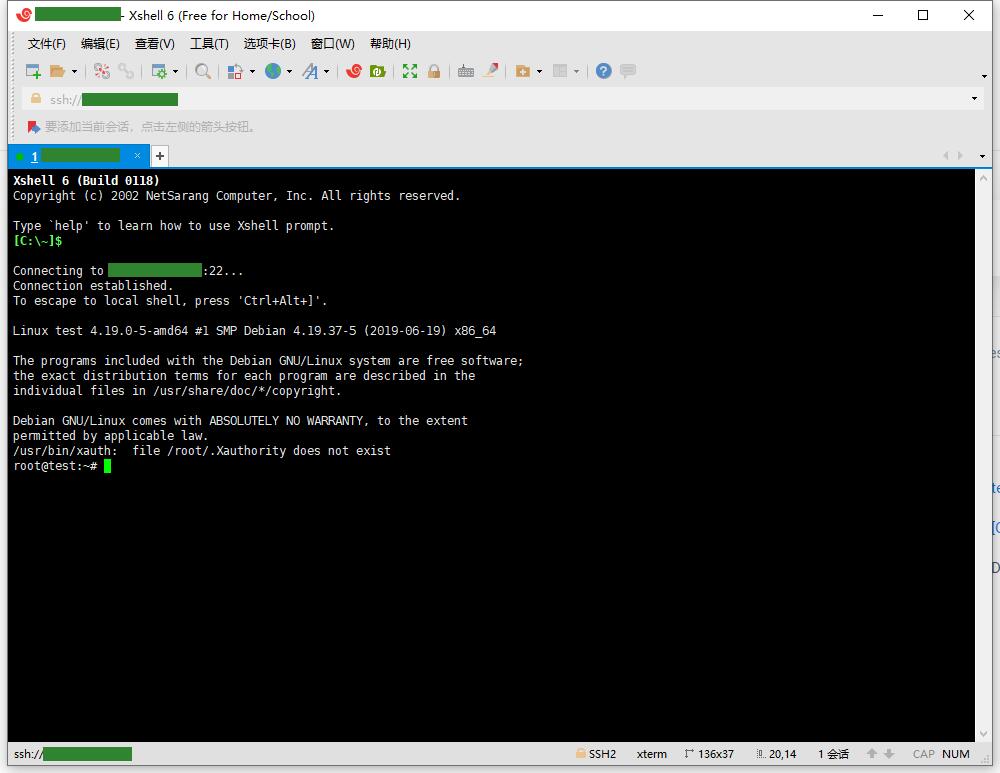 - Xshell 6 (Free for Home/School)
文件(F) 编辑(E) 查看(V) 工具(T) 选项卡(B) 窗口(W) 帮助(H)
ssh://
要添加当前会话，点击左侧的箭头按钮。
1
Xshell 6 (Build 0118)
Copyright (c) 2002 NetSarang Computer, Inc. All rights reserved.
Type `help' to learn how to use Xshell prompt.
[C:\~]$
Connecting to :22...
Connection established.
To escape to local shell, press 'Ctrl+Alt+]'.
Linux test 4.19.0-5-amd64 #1 SMP Debian 4.19.37-5 (2019-06-19) x86_64
The programs included with the Debian GNU/Linux system are free software;
the exact distribution terms for each program are described in the
individual files in /usr/share/doc/*/copyright.
Debian GNU/Linux comes with ABSOLUTELY NO WARRANTY, to the extent
permitted by applicable law.
/usr/bin/xauth:  file /root/.Xauthority does not exist
root@test:~#
ssh:// SSH2 xterm 136x37 20,14 1 会话 CAP NUM